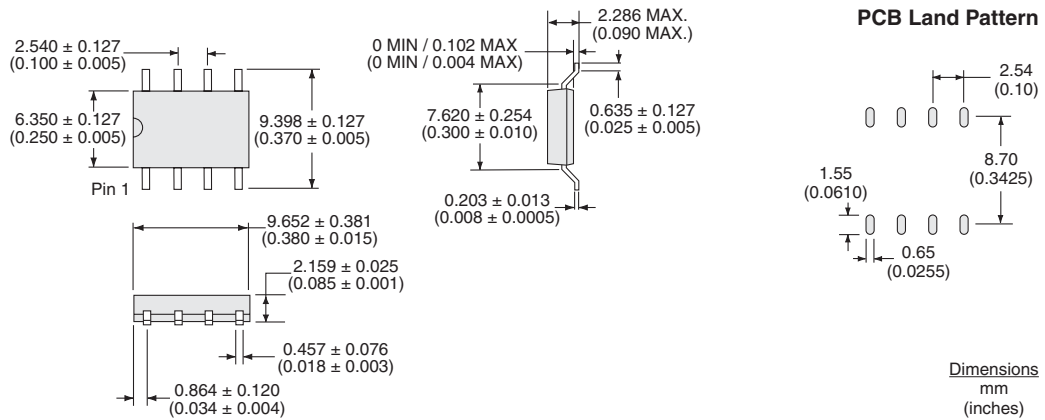 2.540 ± 0.127
(0.100 ± 0.005)
6.350 ± 0.127
(0.250 ± 0.005)
9.398 ± 0.127
(0.370 ± 0.005)
Pin 1
9.652 ± 0.381
(0.380 ± 0.015)
2.159 ± 0.025
(0.085 ± 0.001)
0.457 ± 0.076
(0.018 ± 0.003)
0.864 ± 0.120
(0.034 ± 0.004)
2.286 MAX.
(0.090 MAX.)
0 MIN / 0.102 MAX
(0 MIN / 0.004 MAX)
7.620 ± 0.254
(0.300 ± 0.010)
0.635 ± 0.127
(0.025 ± 0.005)
0.203 ± 0.013
(0.008 ± 0.0005)
PCB Land Pattern
2.54
(0.10)
8.70
(0.3425)
1.55
(0.0610)
0.65
(0.0255)
Dimensions
mm
(inches)